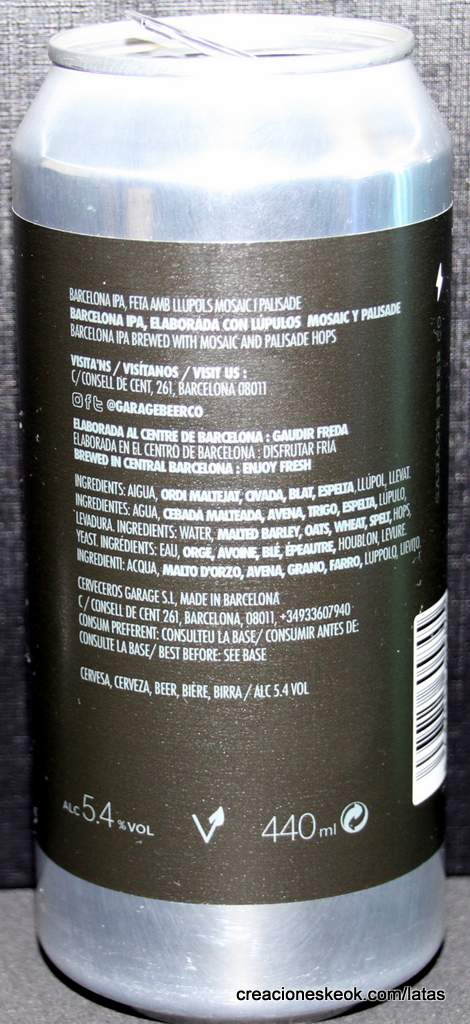 BARCELONA IPA, FETA AMB LLÚPOLS MOSAIC I PALISADE
BARCELONA IPA, ELABORADA CON LÚPULOS MOSAIC Y PALISADE
BARCELONA IPA BREWED WITH MOSAIC AND PALISADE HOPS
VISITA'NS / VISÍTANOS / VISIT US :
C/ CONSELL DE CENT, 261, BARCELONA 08011
@GARAGEBEERCO
ELABORADA AL CENTRE DE BARCELONA : GAUDIR FREDA
ELABORADA EN EL CENTRO DE BARCELONA : DISFRUTAR FRIA
BREWED IN CENTRAL BARCELONA : ENJOY FRESH
INGREDIENTS: AIGUA, ORDI MALTEJAT, CIVADA, BLAT, ESPELTA, LLÚPOL, LLEVAT.
INGREDIENTES: AGUA, CEBADA MALTEADA, AVENA, TRIGO, ESPELTA, LÚPULO,
LEVADURA. INGREDIENTS: WATER, MALTED BARLEY, OATS, WHEAT, SPELT, HOPS,
YEAST. INGRÉDIENTS: EAU, ORGE, AVOINE, BLÉ, ÉPEAUTRE, HOUBLON, LEVURE.
INGREDIENTI: ACQUA, MALTO D'ORZO, AVENA, GRANO, FARRO, LUPPOLO, LIEVITO.
CERVECEROS GARAGE S.L, MADE IN BARCELONA
C/ CONSELL DE CENT 261, BARCELONA, 08011, +34933607940
CONSUM PREFERENT: CONSULTEU LA BASE/ CONSUMIR ANTES DE:
CONSULTE LA BASE/ BEST BEFORE: SEE BASE
CERVESA, CERVEZA, BEER, BIÈRE, BIRRA / ALC 5.4 VOL
ALC 5.4 % VOL
V
440 ml
GARAGE BEER CO
creacioneskeok.com/latas